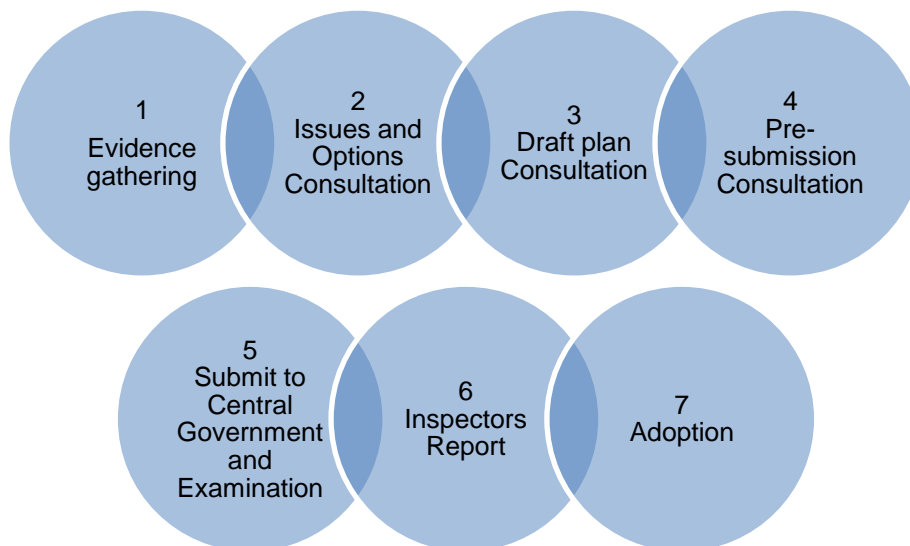 1
Evidence
gathering
2
Issues and
Options
Consultation
3
Draft plan
Consultation
4
Pre-
submission
Consultation
5
Submit to
Central
Government
and
Examination
6
Inspectors
Report
7
Adoption